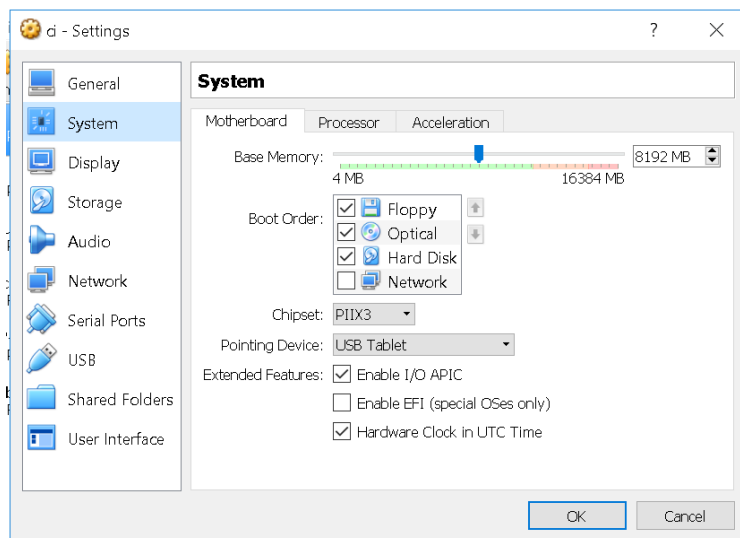 ci - Settings
?
General
System
Display
Storage
Audio
Network
Serial Ports
USB
Shared Folders
User Interface
System
Motherboard Processor Acceleration
Base Memory: 8192 MB
4 MB 16384 MB
Boot Order:
Floppy
Optical
Hard Disk
Network
Chipset: PIIX3
Pointing Device: USB Tablet
Extended Features: Enable I/O APIC
Enable EFI (special OSes only)
Hardware Clock in UTC Time
OK Cancel